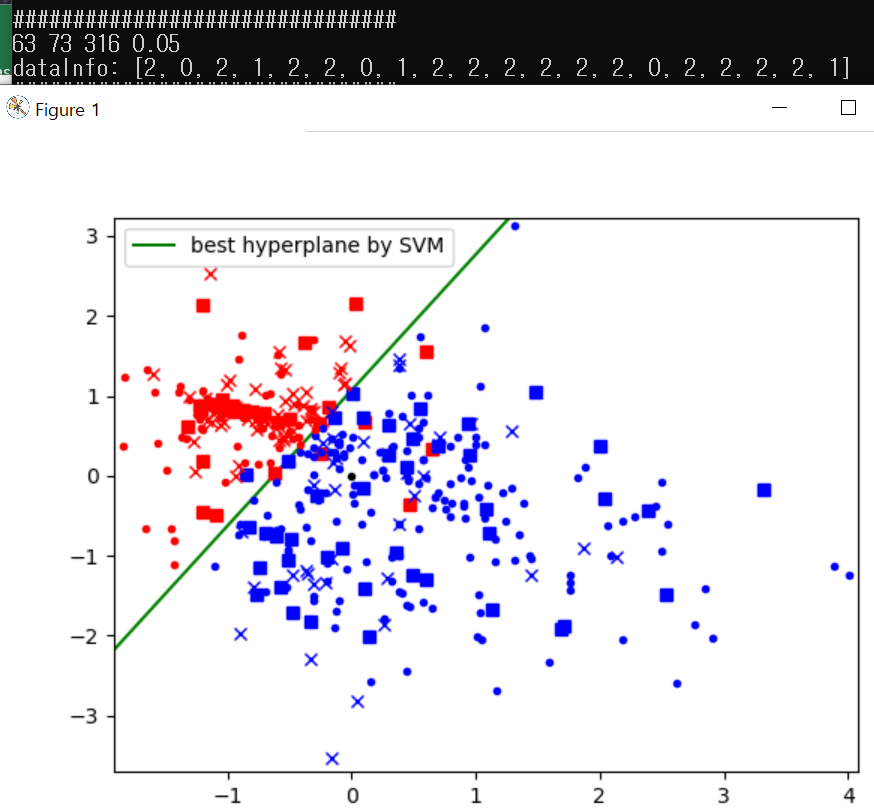 ##############################
63 73 316 0.05
dataInfo: [2, 0, 2, 1, 2, 2, 0, 1, 2, 2, 2, 2, 2, 2, 0, 2, 2, 2, 2, 1]
Figure 1
best hyperplane by SVM
3
2
1
0
−1
−2
−3
−1 0 1 2 3 4